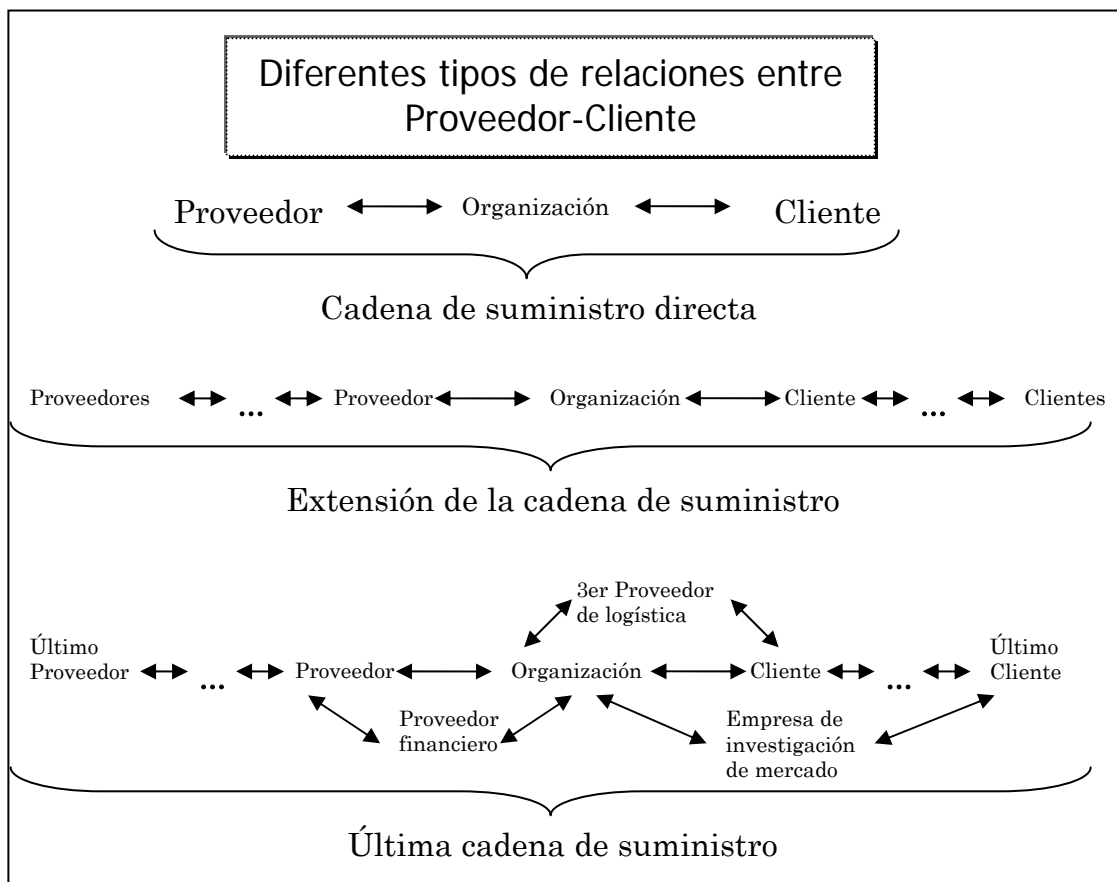 Diferentes tipos de relaciones entre
Proveedor-Cliente
Proveedor Organización Cliente
Cadena de suministro directa
Proveedores ... Proveedor Organización Cliente ... Clientes
Extensión de la cadena de suministro
3er Proveedor
de logística
Último
Proveedor ... Proveedor Organización Cliente ... Último
Cliente
Proveedor
financiero
Empresa de
investigación
de mercado
Última cadena de suministro